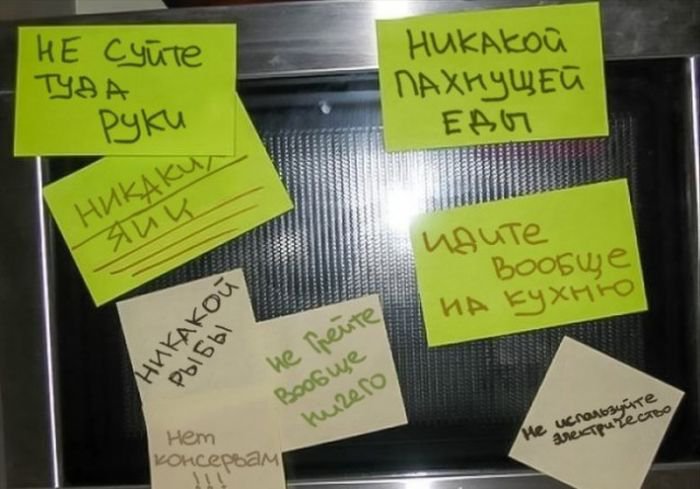 НЕ СУЙТЕ
ТУДА
РУКИ
НИКАКОЙ
ПАХНУЩЕЙ
ЕДЫ
НИКАКИХ
ЯИЦ
ИДИТЕ
ВООБЩЕ
НА КУХНЮ
НИКАКОЙ
РЫБЫ
Не Грейте
вообще
ничего
Нет
консервам
!!!
Не используйте
электричество